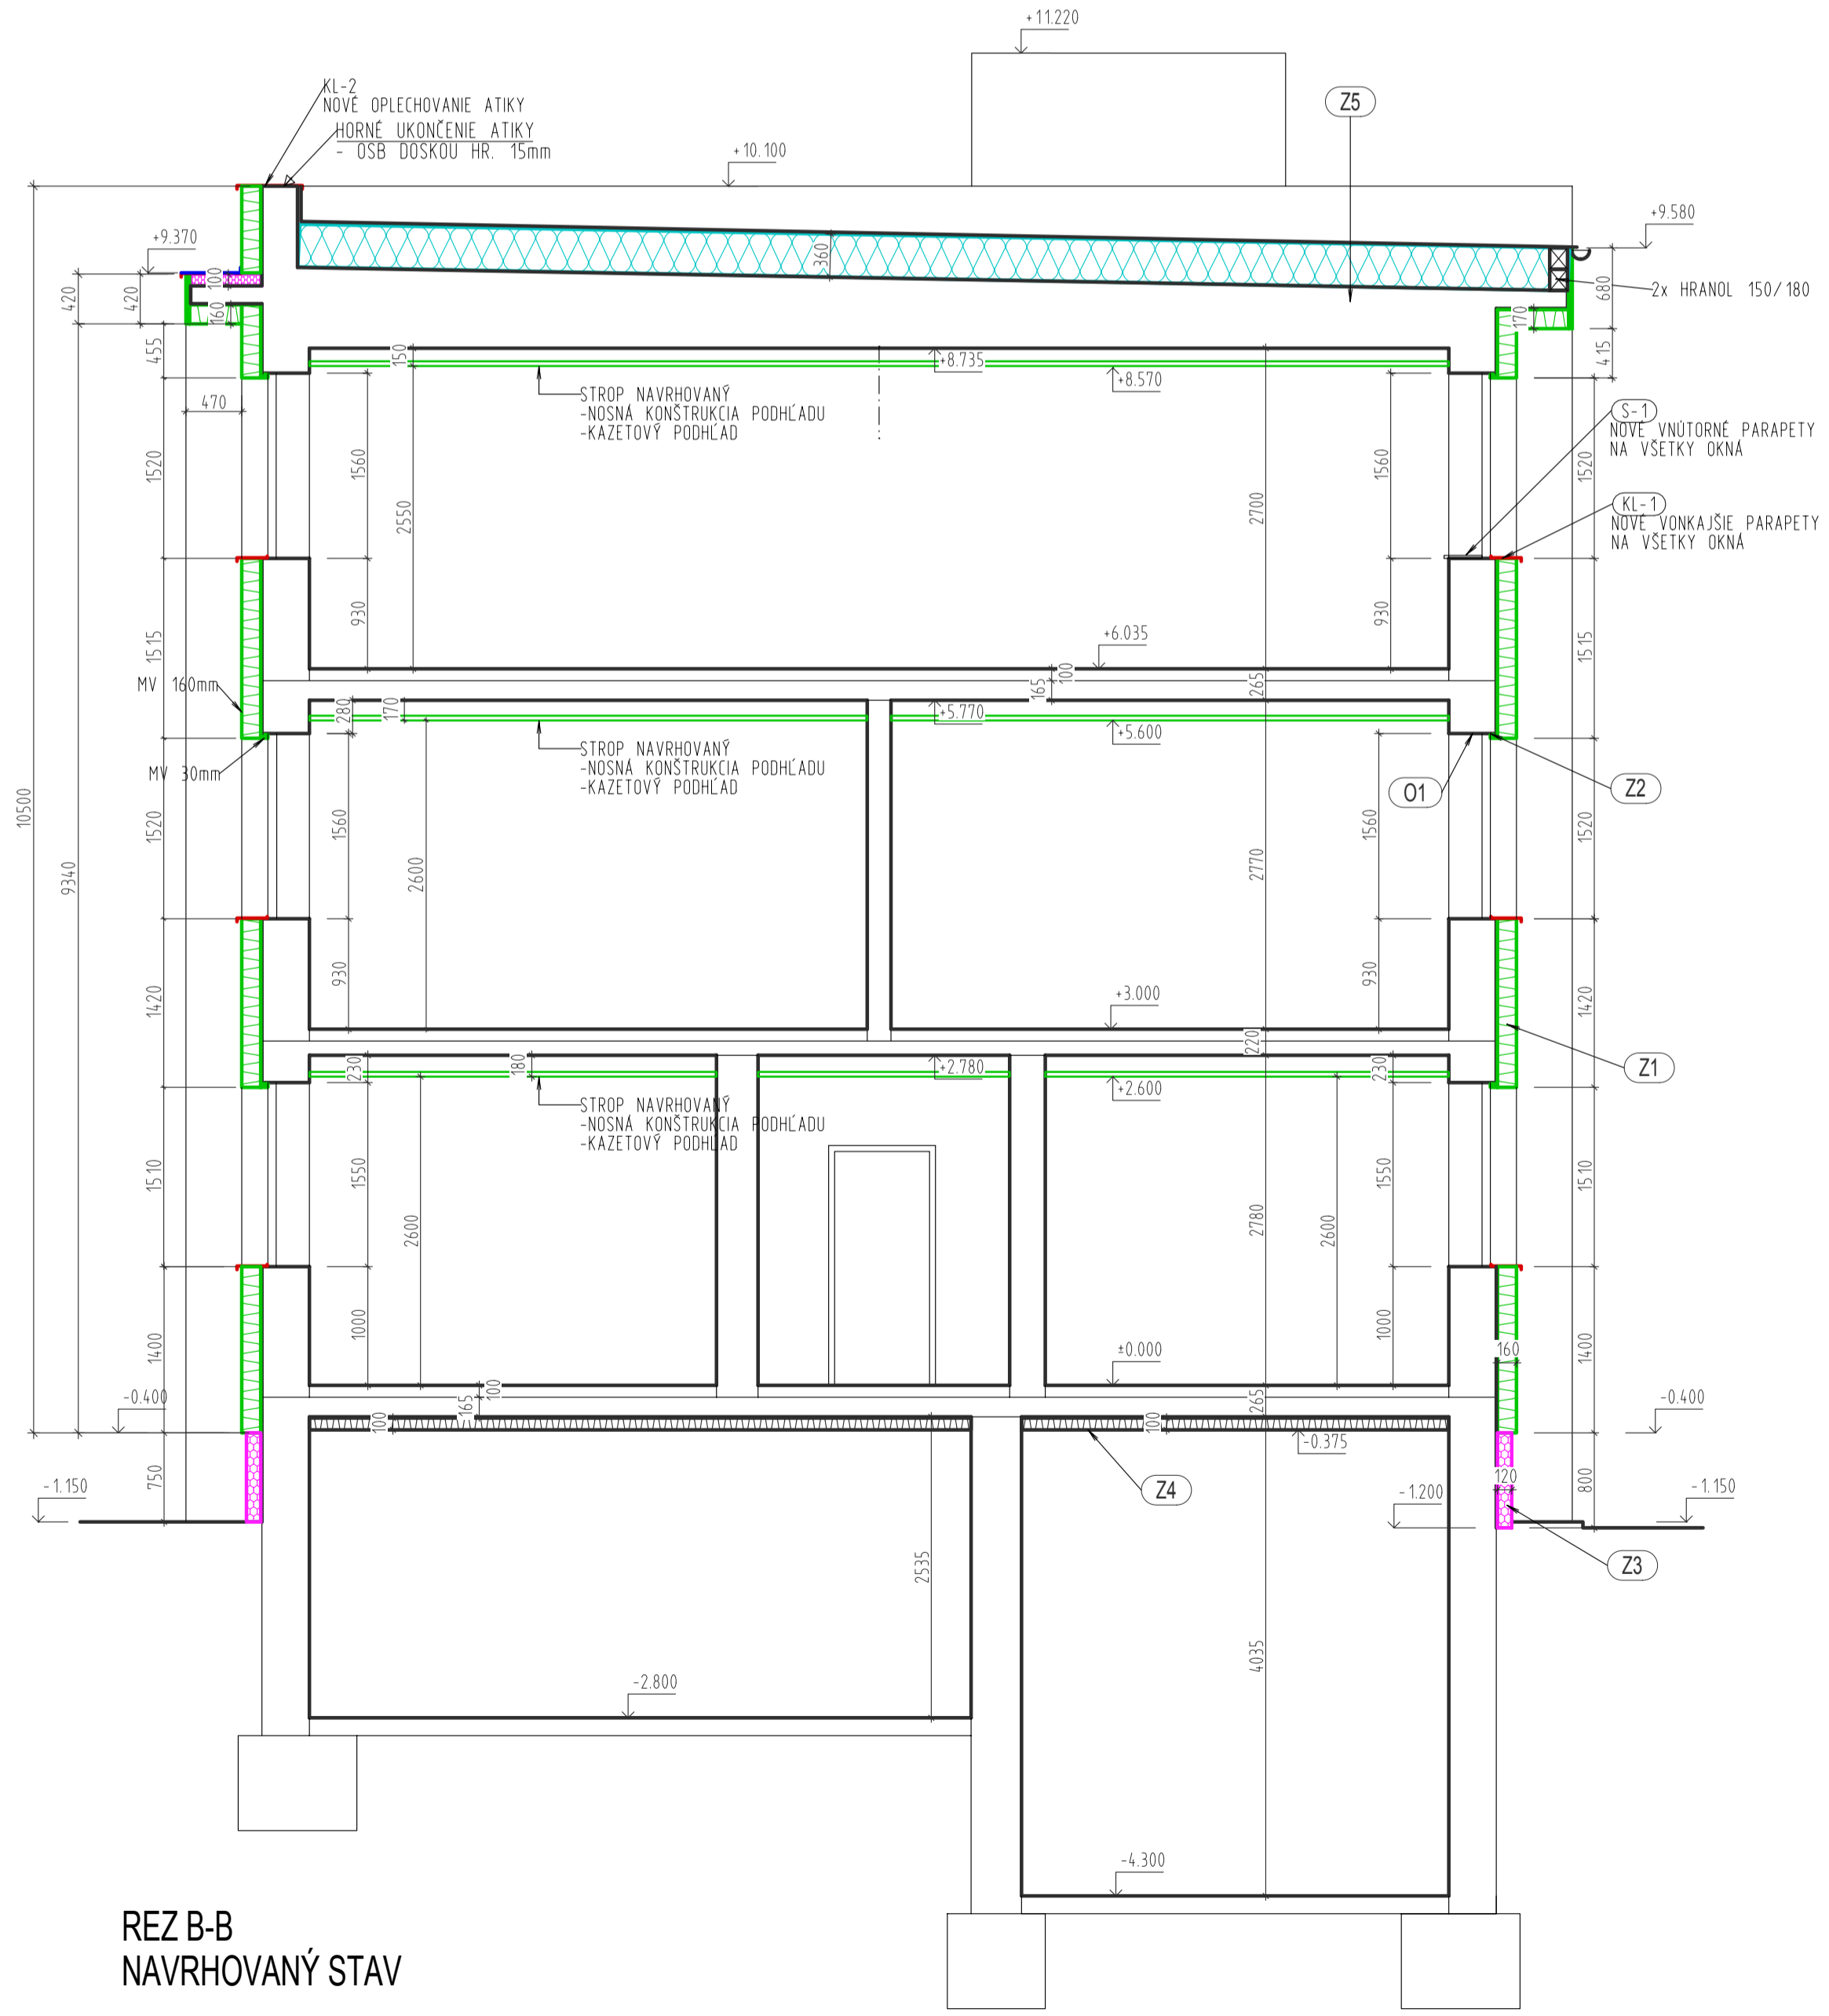 +11.220
KL-2
NOVÉ OPLECHOVANIE ATIKY
HORNÉ UKONČENIE ATIKY
- OSB DOSKOU HR. 15mm
Z5
+10.100
+9.370
+9.580
360
100
420
420
160
680
2x HRANOL 150/180
170
455
150
415
+8.735
+8.570
STROP NAVRHOVANÝ
-NOSNÁ KONŠTRUKCIA PODHĹADU
-KAZETOVÝ PODHĹAD
470
S-1
NOVÉ VNÚTORNÉ PARAPETY
NA VŠETKY OKNÁ
1520
1560
2550
2700
1560
1520
KL-1
NOVÉ VONKAJŠIE PARAPETY
NA VŠETKY OKNÁ
930
930
1515
+6.035
1515
MV 160mm
100
165
265
280
170
+5.770
+5.600
STROP NAVRHOVANÝ
-NOSNÁ KONŠTRUKCIA PODHĹADU
-KAZETOVÝ PODHĹAD
MV 30mm
O1
Z2
10500
1520
1560
1560
1520
9340
2600
2770
930
930
1420
+3.000
1420
220
230
180
+2.780
230
Z1
+2.600
STROP NAVRHOVANÝ
-NOSNÁ KONŠTRUKCIA PODHĹADU
-KAZETOVÝ PODHĹAD
1510
1550
1550
1510
2600
2780
2600
1400
1000
±0.000
1000
160
1400
-0.400
100
165
265
-0.400
100
100
-0.375
750
-1.150
Z4
120
800
-1.200
-1.150
2535
Z3
4035
-2.800
-4.300
REZ B-B
NAVRHOVANÝ STAV